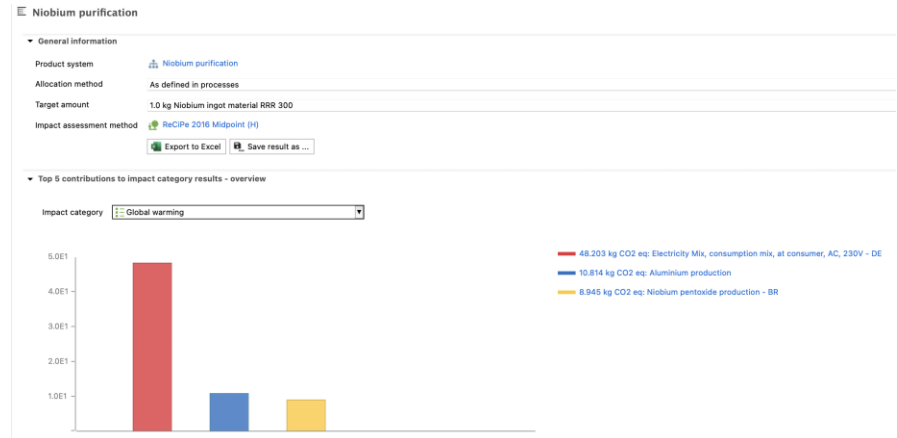 Niobium purification
General information
Product system Niobium purification
Allocation method As defined in processes
Target amount 1.0 kg Niobium ingot material RRR 300
Impact assessment method ReCiPe 2016 Midpoint (H)
Export to Excel Save result as ...
Top 5 contributions to impact category results - overview
Impact category Global warming
5.0E1
4.0E1
3.0E1
2.0E1
1.0E1
48.203 kg CO2 eq: Electricity Mix, consumption mix, at consumer, AC, 230V - DE
10.814 kg CO2 eq: Aluminium production
8.945 kg CO2 eq: Niobium pentoxide production - BR